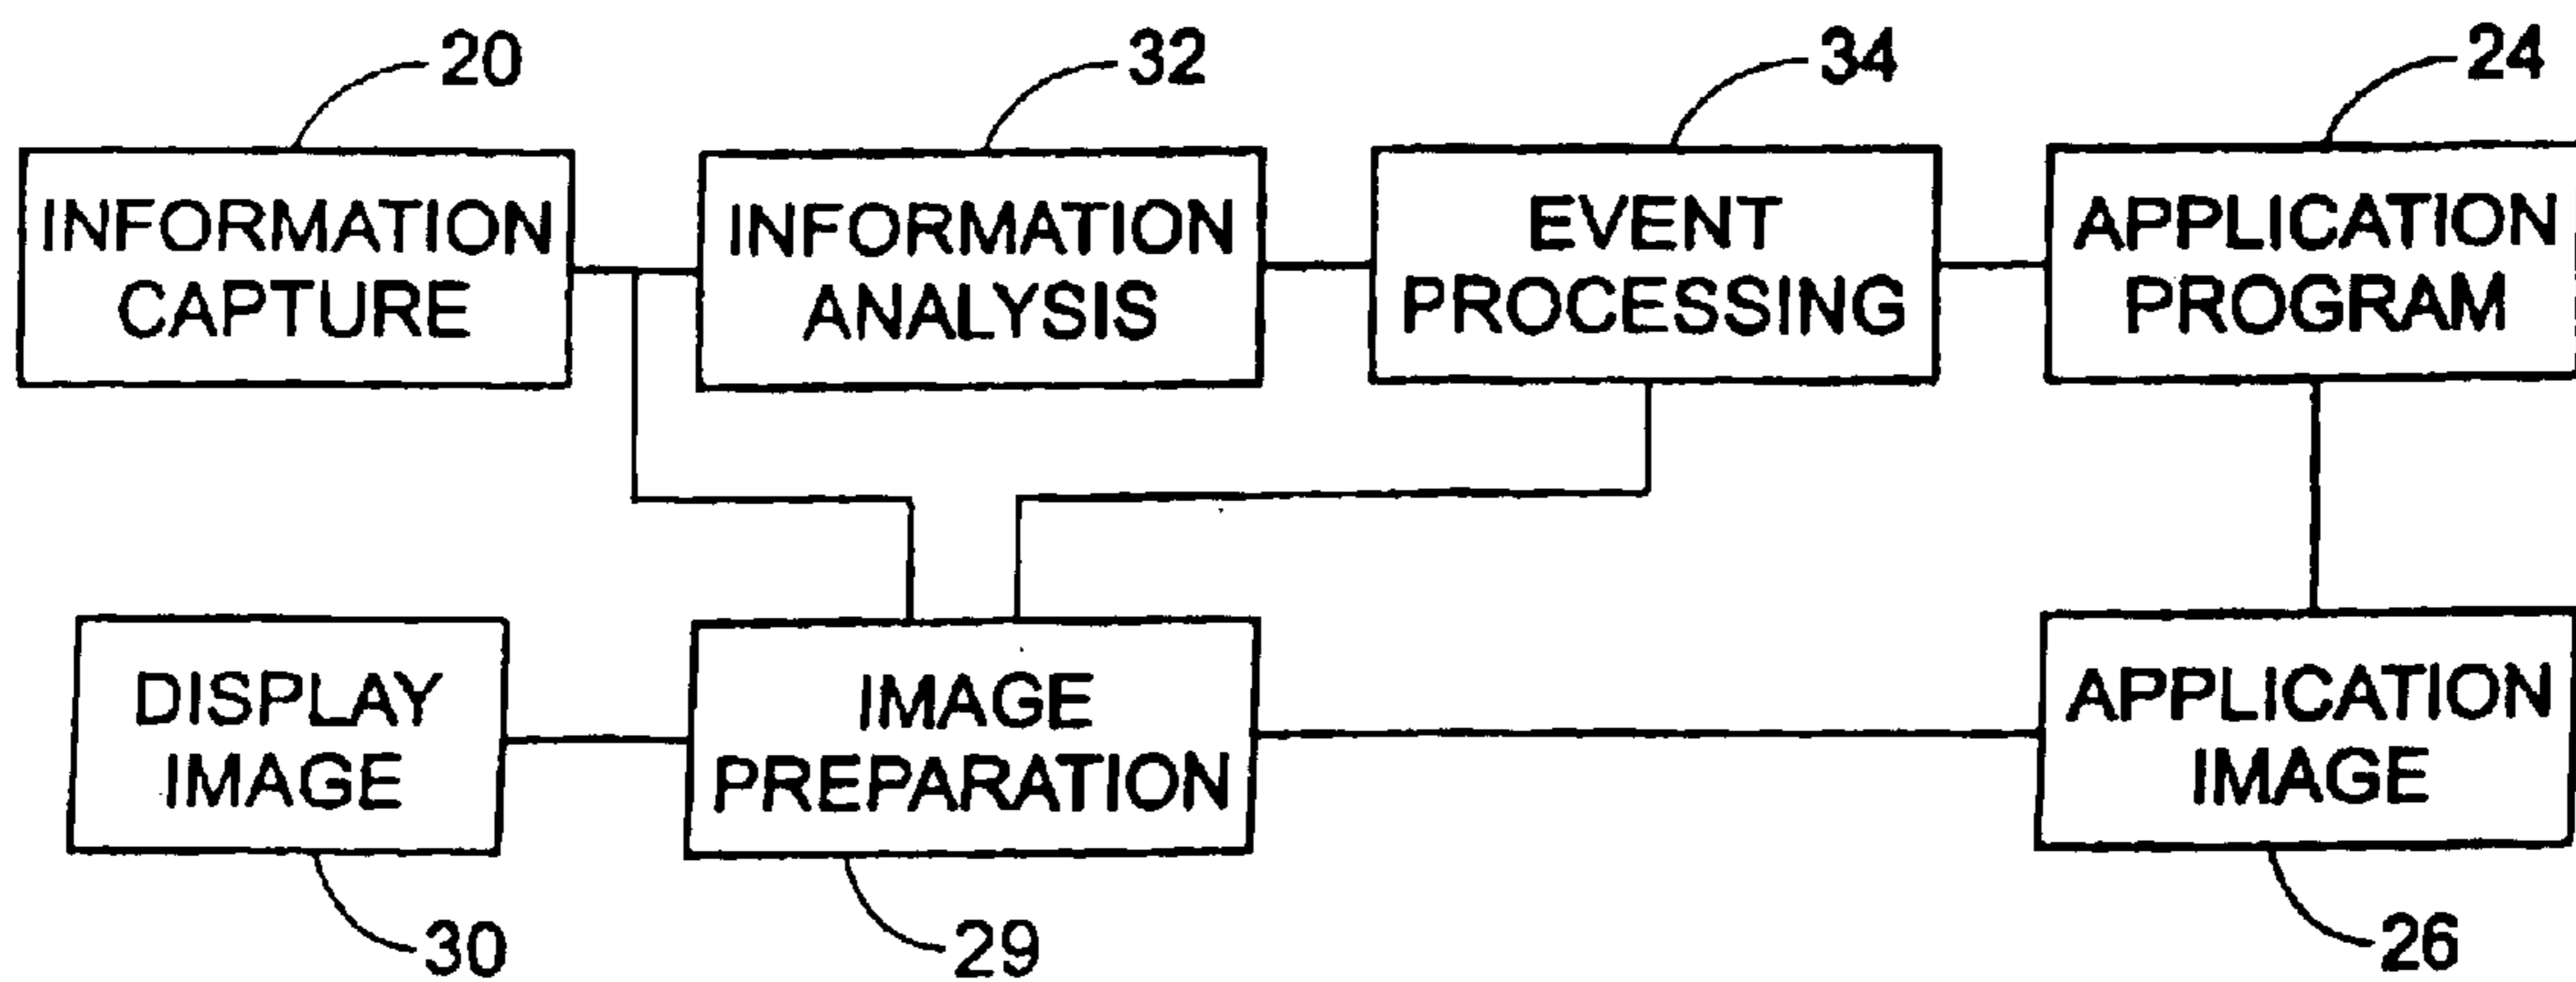 20
32
34
24
INFORMATION
CAPTURE
INFORMATION
ANALYSIS
EVENT
PROCESSING
APPLICATION
PROGRAM
DISPLAY
IMAGE
IMAGE
PREPARATION
APPLICATION
IMAGE
30
29
26